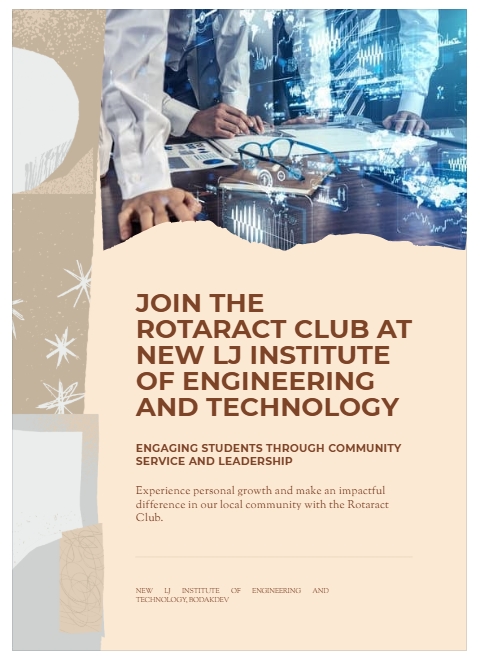 JOIN THE
ROTARACT CLUB AT
NEW LJ INSTITUTE
OF ENGINEERING
AND TECHNOLOGY
ENGAGING STUDENTS THROUGH COMMUNITY
SERVICE AND LEADERSHIP
Experience personal growth and make an impactful
difference in our local community with the Rotaract
Club.
NEW LJ INSTITUTE OF ENGINEERING AND
TECHNOLOGY, BODAKDEV